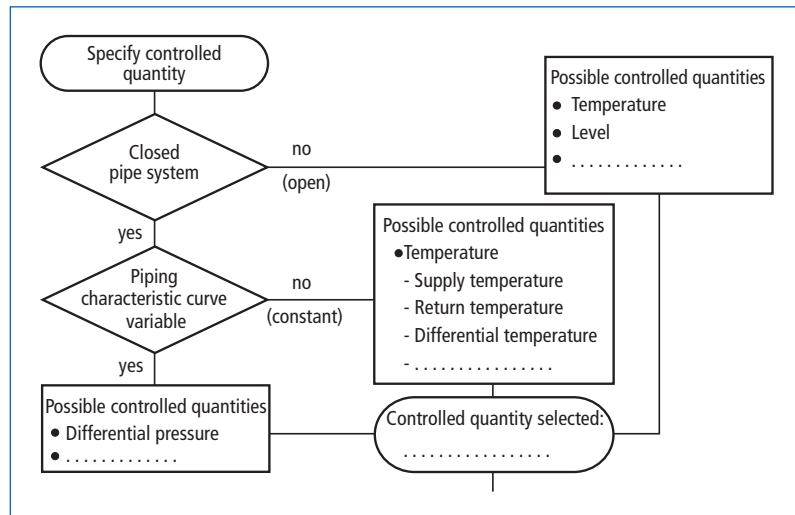 Specify controlled
quantity
Closed
pipe system
no
(open)
Possible controlled quantities
● Temperature
● Level
● . . . . . . . . . . . . .
yes
Piping
characteristic curve
variable
no
(constant)
Possible controlled quantities
●Temperature
- Supply temperature
- Return temperature
- Differential temperature
- . . . . . . . . . . . . . . . .
yes
Possible controlled quantities
● Differential pressure
● . . . . . . . . . . . . .
Controlled quantity selected:
. . . . . . . . . . . . . . . . .